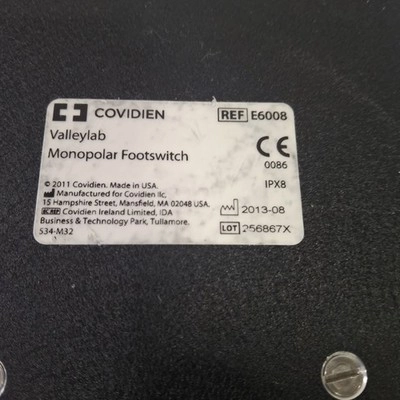 COVIDIEN
REF E6008
Valleylab
Monopolar Footswitch
CE
0086
© 2011 Covidien. Made in USA.
IPX8
Manufactured for Covidien llc,
15 Hampshire Street, Mansfield, MA 02048 USA.
2013-08
EC REP Covidien Ireland Limited, IDA
Business & Technology Park, Tullamore.
LOT 256867X
S34-M32